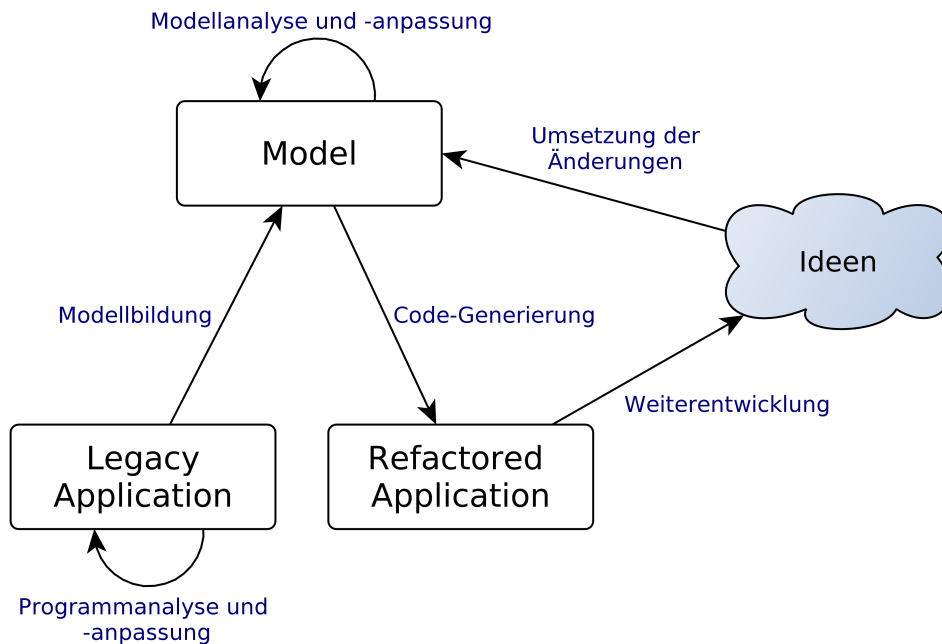 Modellanalyse und -anpassung
Model
Umsetzung der
Änderungen
Ideen
Modellbildung
Code-Generierung
Weiterentwicklung
Legacy
Application
Refactored
Application
Programmanalyse und
-anpassung